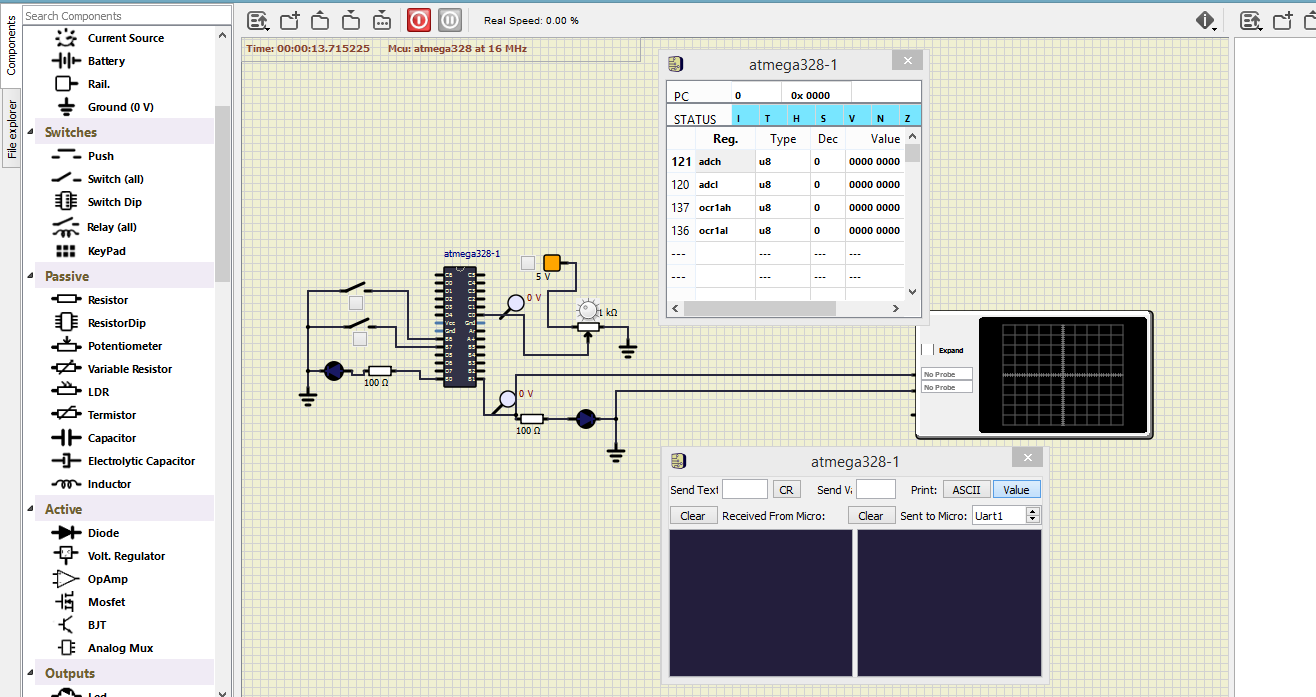 Components
File explorer
Search Components
Current Source
Battery
Rail.
Ground (0 V)
Switches
Push
Switch (all)
Switch Dip
Relay (all)
KeyPad
Passive
Resistor
ResistorDip
Potentiometer
Variable Resistor
LDR
Termistor
Capacitor
Electrolytic Capacitor
Inductor
Active
Diode
Volt. Regulator
OpAmp
Mosfet
BJT
Analog Mux
Outputs
Led
Real Speed: 0.00 %
Time: 00:00:13.715225 Mcu: atmega328 at 16 MHz
atmega328-1
PC 0 0x 0000
STATUS I T H S V N Z
Reg. Type Dec Value
121 adch u8 0 0000 0000
120 adcl u8 0 0000 0000
137 ocr1ah u8 0 0000 0000
136 ocr1al u8 0 0000 0000
--- --- --- ---
--- --- --- ---
atmega328-1
5 V
0 V
1 kΩ
100 Ω
0 V
100 Ω
Expand
No Probe
No Probe
atmega328-1
Send Text CR Send V Print: ASCII Value
Clear Received From Micro: Clear Sent to Micro: Uart1